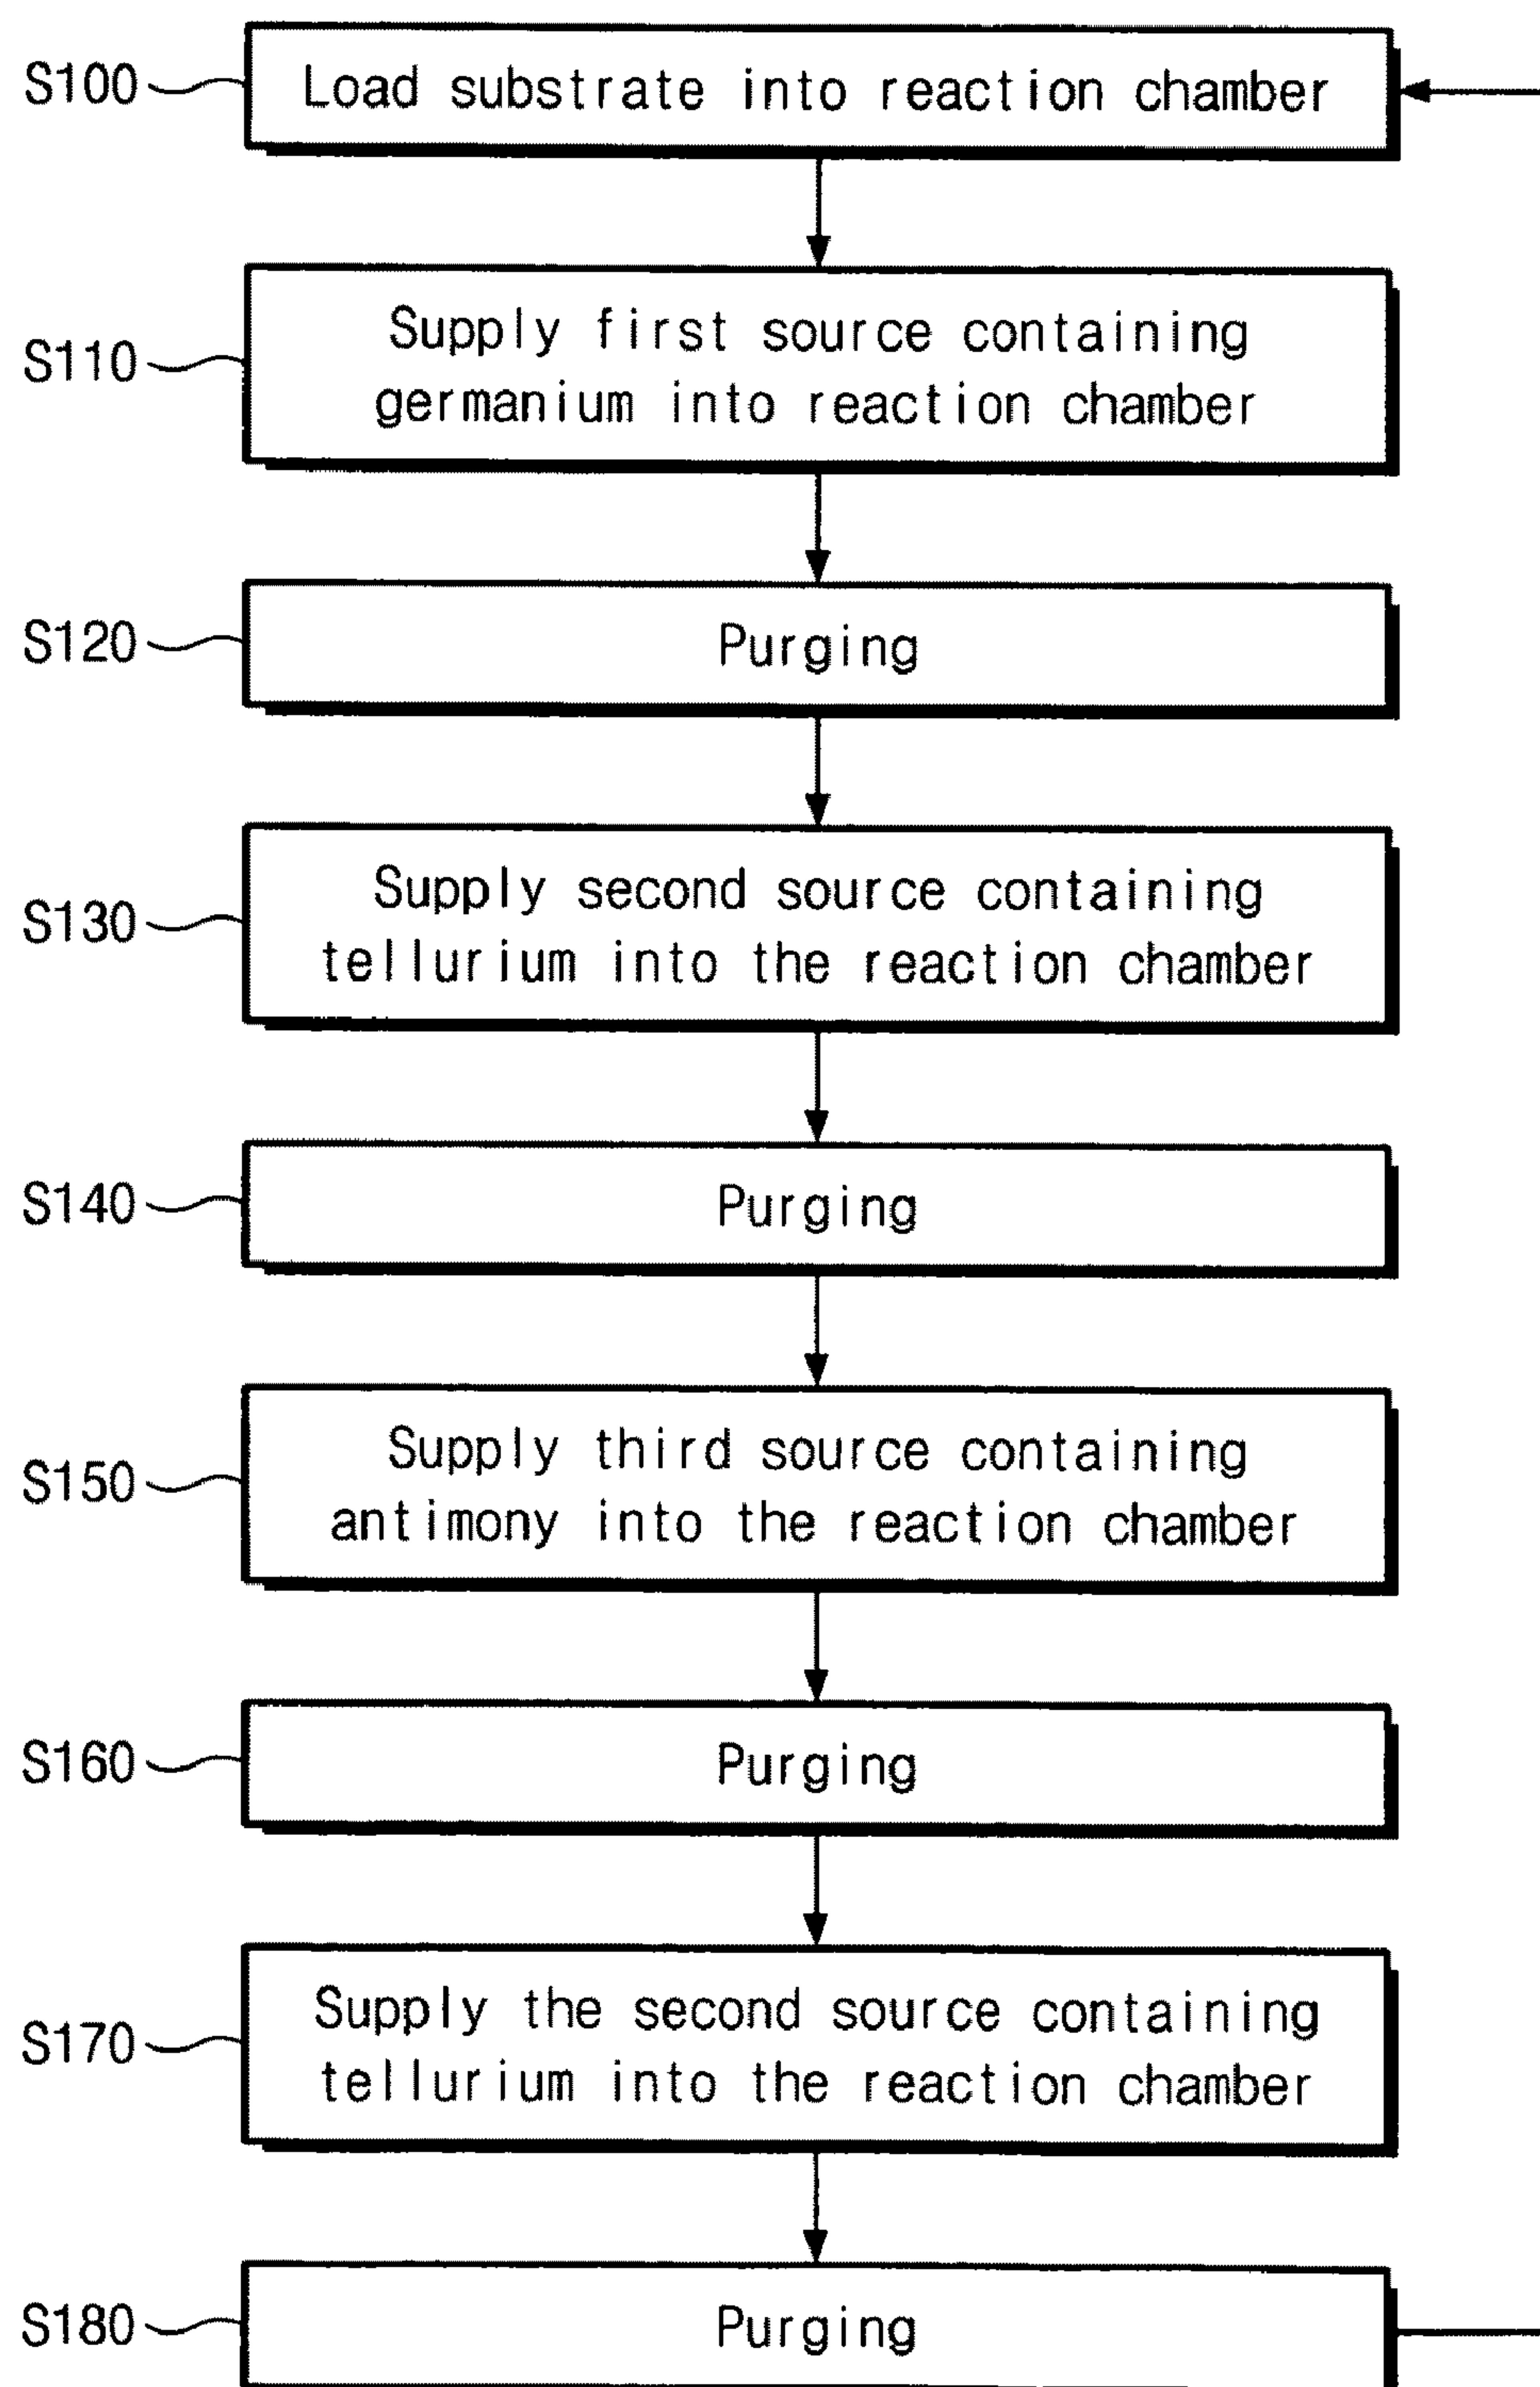 S100
Load substrate into reaction chamber
S110
Supply first source containing
germanium into reaction chamber
S120
Purging
S130
Supply second source containing
tellurium into the reaction chamber
S140
Purging
S150
Supply third source containing
antimony into the reaction chamber
S160
Purging
S170
Supply the second source containing
tellurium into the reaction chamber
S180
Purging